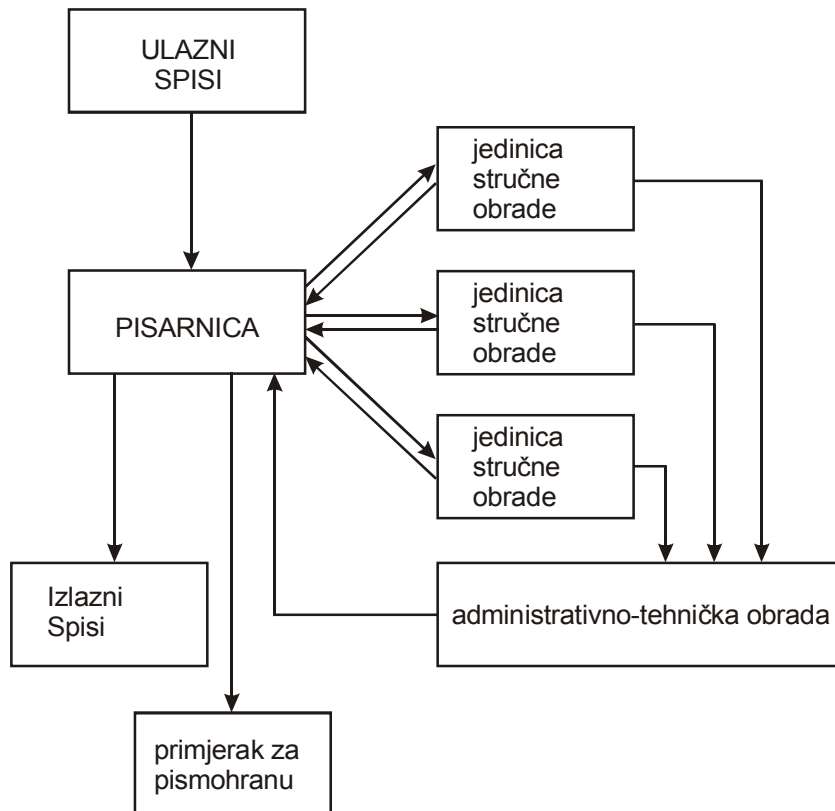 ULAZNI
SPISI
jedinica
stručne
obrade
PISARNICA
jedinica
stručne
obrade
jedinica
stručne
obrade
Izlazni
Spisi
administrativno-tehnička obrada
primjerak za
pismohranu